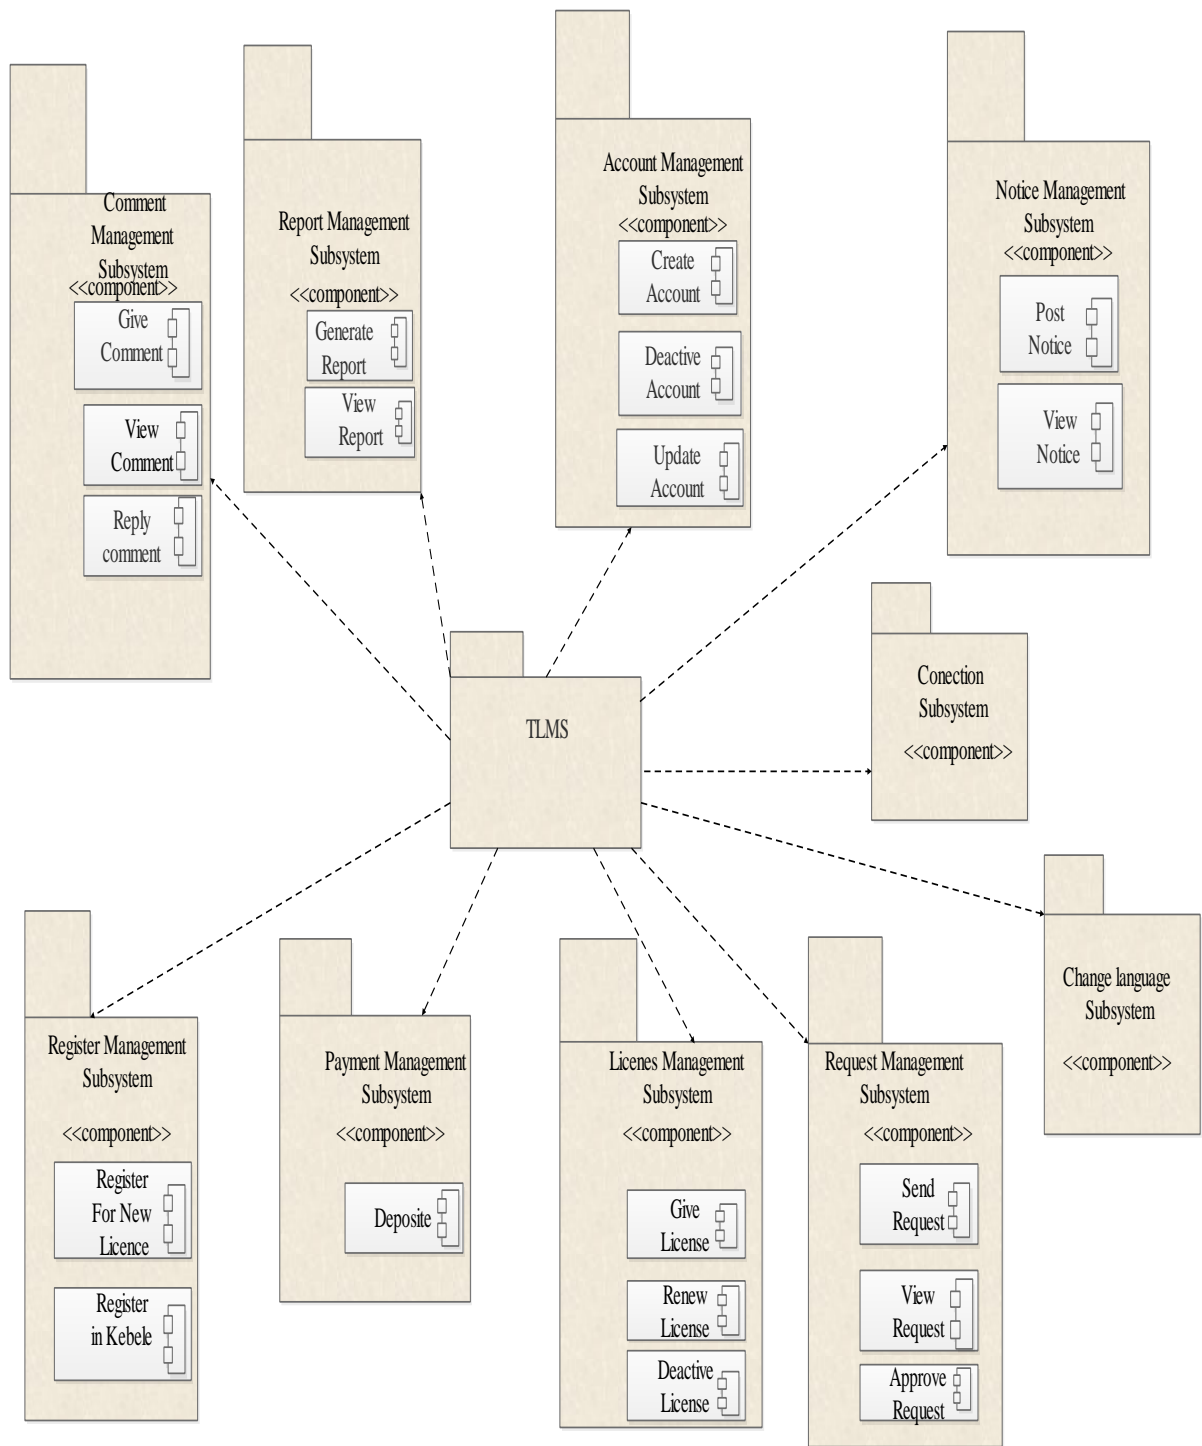 Comment
Management
Subsystem
<<component>>
Give
Comment
View
Comment
Reply
comment
Report Management
Subsystem
<<component>>
Generate
Report
View
Report
Account Management
Subsystem
<<component>>
Create
Account
Deactive
Account
Update
Account
Notice Management
Subsystem
<<component>>
Post
Notice
View
Notice
TLMS
Conection
Subsystem
<<component>>
Change language
Subsystem
<<component>>
Register Management
Subsystem
<<component>>
Register
For New
Licence
Register
in Kebele
Payment Management
Subsystem
<<component>>
Deposite
Licenes Management
Subsystem
<<component>>
Give
License
Renew
License
Deactive
License
Request Management
Subsystem
<<component>>
Send
Request
View
Request
Approve
Request